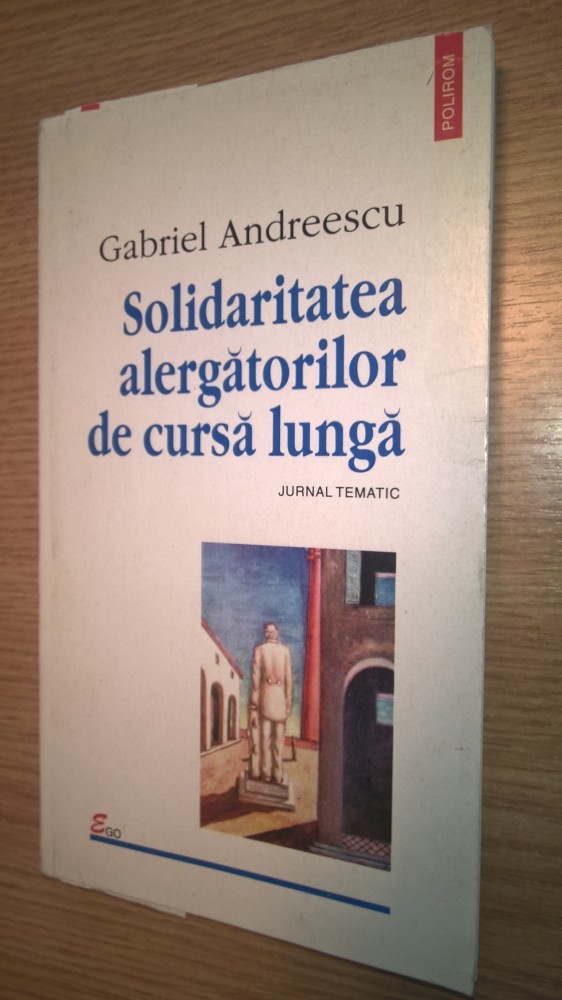 POLIROM
Gabriel Andreescu
Solidaritatea
alergătorilor
de cursă lungă
JURNAL TEMATIC
EGO